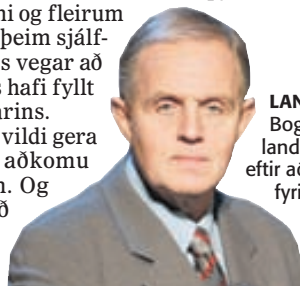 ni og fleirum
þeim sjálf-
s vegar að
s hafi fyllt
arins.
vildi gera
aðkomu
n. Og
ð
LAN
Bog
land
eftir að
fyri